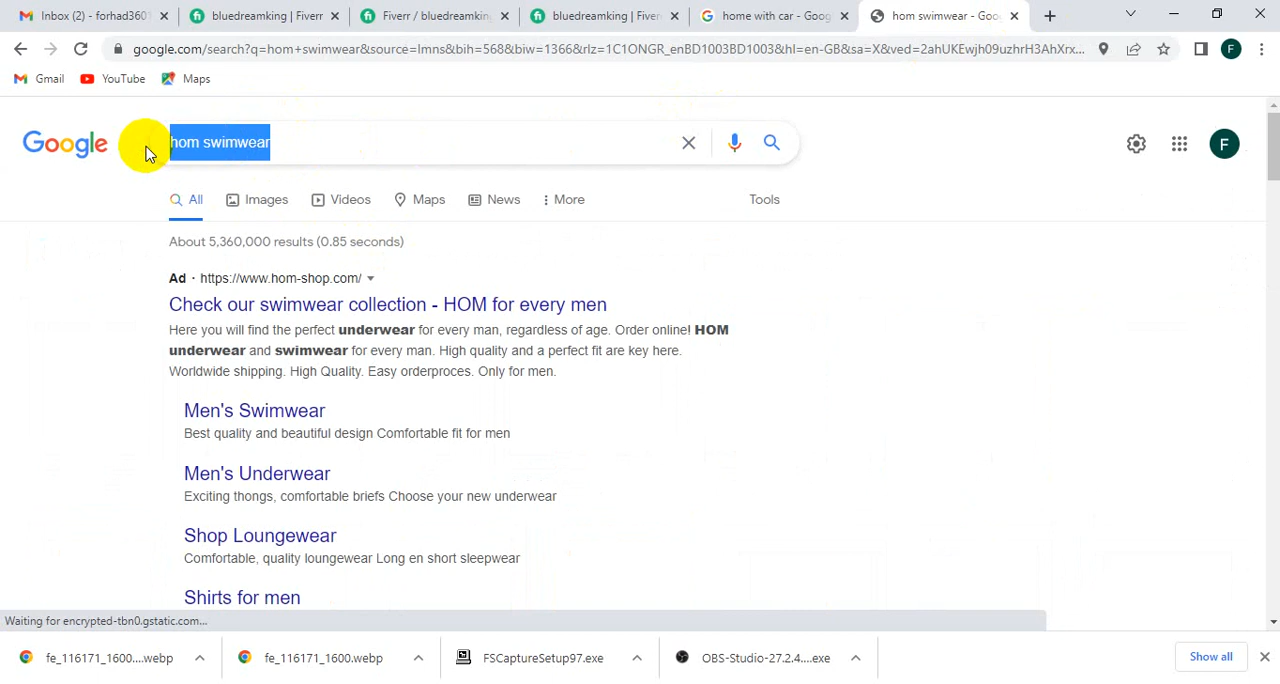 Inbox (2) - forhad3601
bluedreamking | Fiverr
Fiverr / bluedreamking
bluedreamking | Fiverr
home with car - Goog
hom swimwear - Goo
google.com/search?q=hom+swimwear&source=lmns&bih=568&biw=1366&rlz=1C1ONGR_enBD1003BD1003&hl=en-GB&sa=X&ved=2ahUKEwjh09uzhrH3AhXrx...
F
Gmail YouTube Maps
Google
hom swimwear
F
All Images Videos Maps News More Tools
About 5,360,000 results (0.85 seconds)
Ad · https://www.hom-shop.com/
Check our swimwear collection - HOM for every men
Here you will find the perfect underwear for every man, regardless of age. Order online! HOM
underwear and swimwear for every man. High quality and a perfect fit are key here.
Worldwide shipping. High Quality. Easy orderproces. Only for men.
Men's Swimwear
Best quality and beautiful design Comfortable fit for men
Men's Underwear
Exciting thongs, comfortable briefs Choose your new underwear
Shop Loungewear
Comfortable, quality loungewear Long en short sleepwear
Shirts for men
Waiting for encrypted-tbn0.gstatic.com...
fe_116171_1600....webp
fe_116171_1600.webp
FSCaptureSetup97.exe
OBS-Studio-27.2.4....exe
Show all